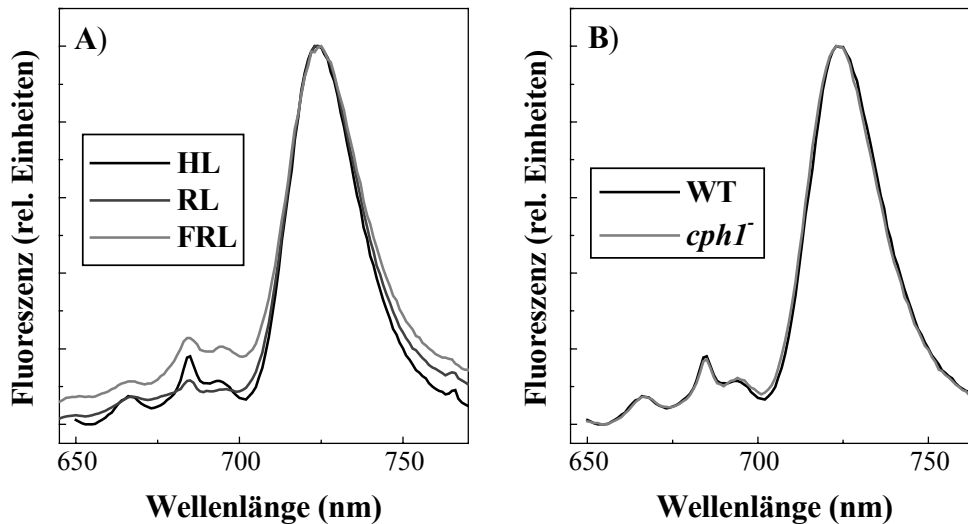 A)
HL
RL
FRL
Fluoreszenz (rel. Einheiten)
650 700 750
Wellenlänge (nm)
B)
WT
cph1⁻
Fluoreszenz (rel. Einheiten)
650 700 750
Wellenlänge (nm)